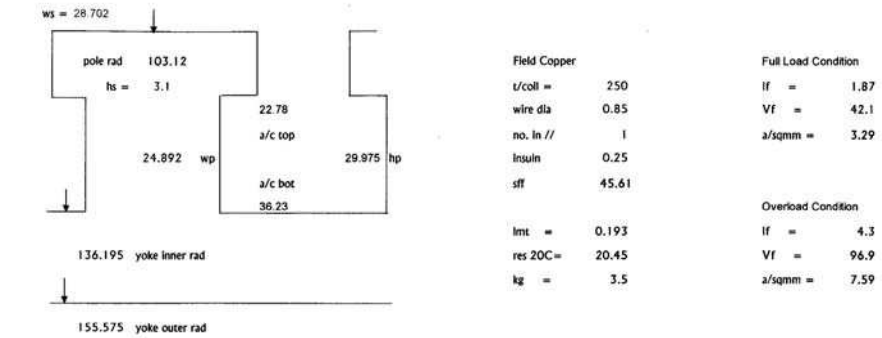 ws = 28.702
pole rad 103.12
hs = 3.1
22.78
a/c top
24.892 wp
29.975 hp
a/c bot
36.23
136.195 yoke inner rad
155.575 yoke outer rad
Field Copper
t/coil = 250
wire dia 0.85
no. in // 1
insuln 0.25
sff 45.61
lmt = 0.193
res 20C= 20.45
kg = 3.5
Full Load Condition
If = 1.87
Vf = 42.1
a/sqmm = 3.29
Overload Condition
If = 4.3
Vf = 96.9
a/sqmm = 7.59